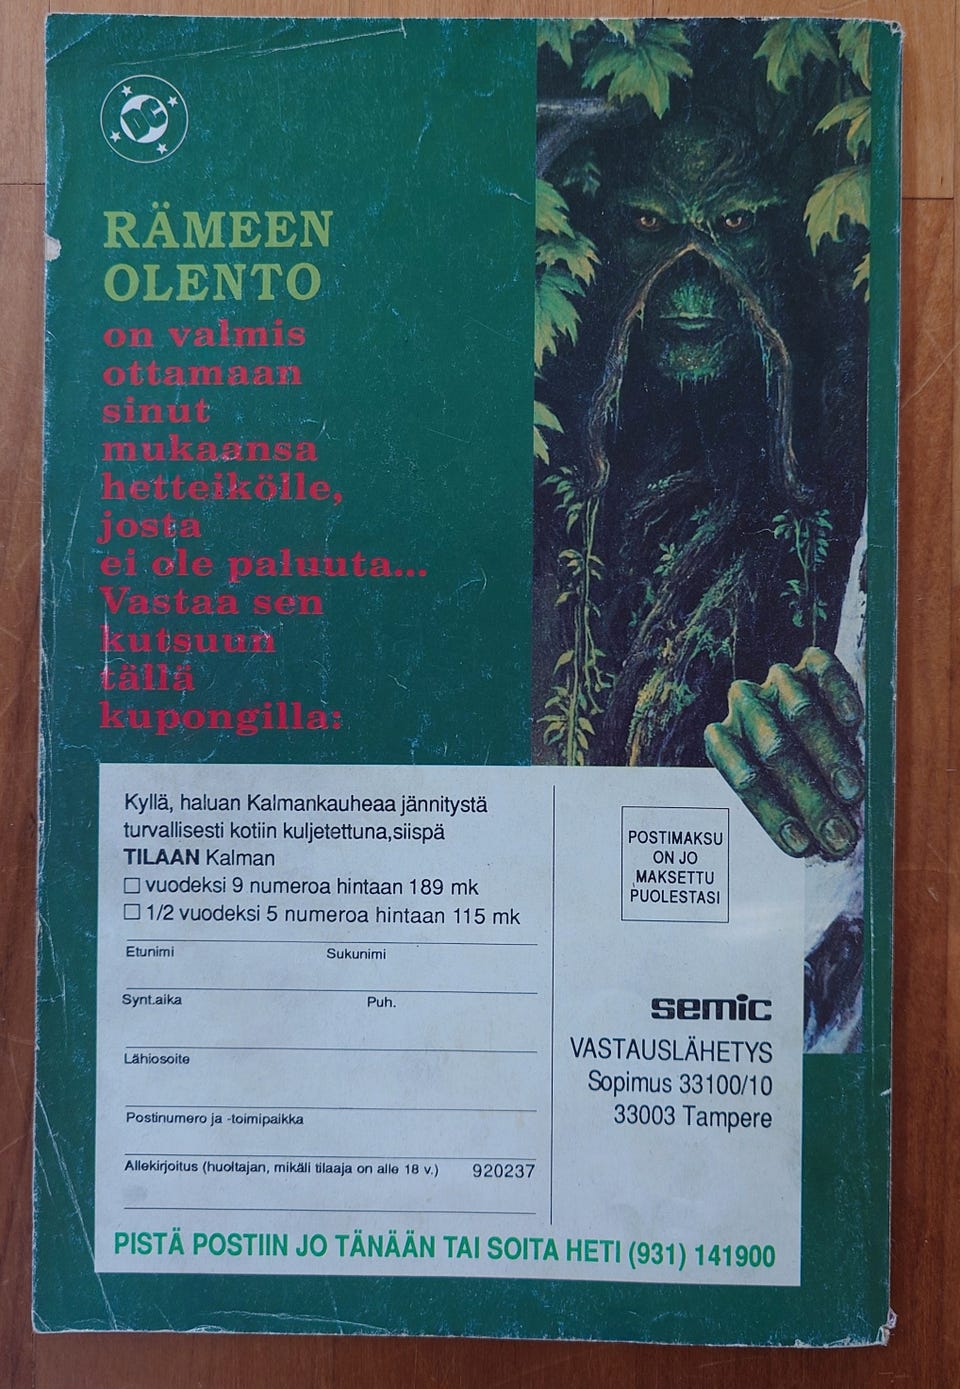 DC
RÄMEEN
OLENTO
on valmis
ottamaan
sinut
mukaansa
hetteikölle,
josta
ei ole paluuta...
Vastaa sen
kutsuun
tällä
kupongilla:
Kyllä, haluan Kalmankauheaa jännitystä
turvallisesti kotiin kuljetettuna,siispä
TILAAN Kalman
vuodeksi 9 numeroa hintaan 189 mk
1/2 vuodeksi 5 numeroa hintaan 115 mk
Etunimi Sukunimi
Synt.aika Puh.
Lähiosoite
Postinumero ja -toimipaikka
Allekirjoitus (huoltajan, mikäli tilaaja on alle 18 v.) 920237
POSTIMAKSU
ON JO
MAKSETTU
PUOLESTASI
semic
VASTAUSLÄHETYS
Sopimus 33100/10
33003 Tampere
PISTÄ POSTIIN JO TÄNÄÄN TAI SOITA HETI (931) 141900